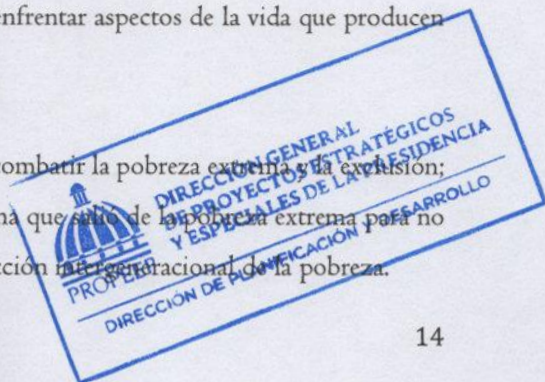 enfrentar aspectos de la vida que producen
combatir la pobreza extrema y la exclusión;
que salió de la pobreza extrema para no
intergeneracional de la pobreza.
DIRECCIÓN GENERAL
DE PROYECTOS ESTRATÉGICOS
Y ESPECIALES DE LA PRESIDENCIA
PROPEEP
DIRECCIÓN DE PLANIFICACIÓN Y DESARROLLO
14